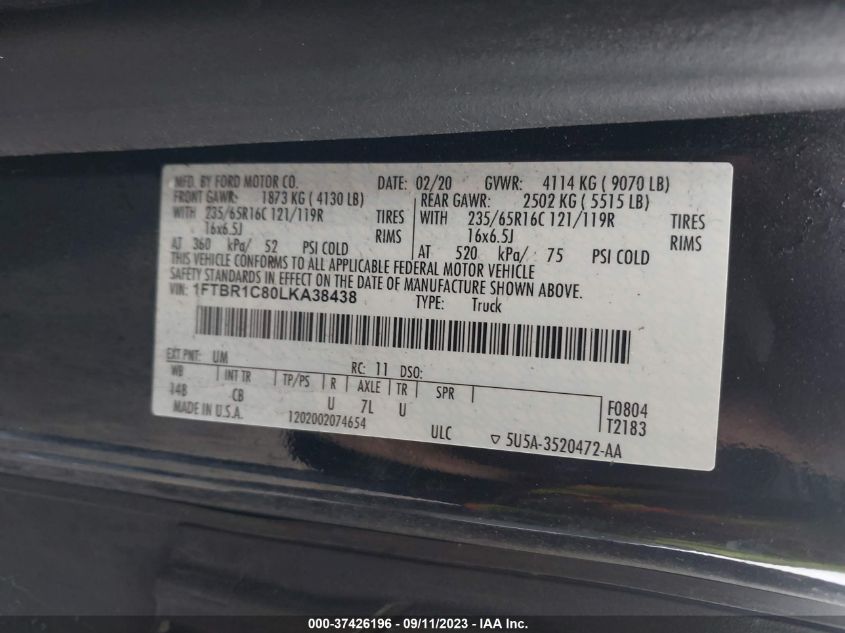 MFD. BY FORD MOTOR CO. DATE: 02/20 GVWR: 4114 KG ( 9070 LB)
FRONT GAWR: 1873 KG ( 4130 LB) REAR GAWR: 2502 KG ( 5515 LB)
WITH 235/65R16C 121/119R TIRES WITH 235/65R16C 121/119R TIRES
16x6.5J RIMS 16x6.5J RIMS
AT 360 kPa/ 52 PSI COLD AT 520 kPa/ 75 PSI COLD
THIS VEHICLE CONFORMS TO ALL APPLICABLE FEDERAL MOTOR VEHICLE
SAFETY STANDARDS IN EFFECT ON THE DATE OF MANUFACTURE SHOWN ABOVE.
VIN: 1FTBR1C80LKA38438 TYPE: Truck
EXT PNT: UM RC: 11 DSO:
WB INT TR TP/PS R AXLE TR SPR
148 CB U 7L U F0804
MADE IN U.S.A. 1202002074654 T2183
ULC 5U5A-3520472-AA
000-37426196 - 09/11/2023 - IAA Inc.